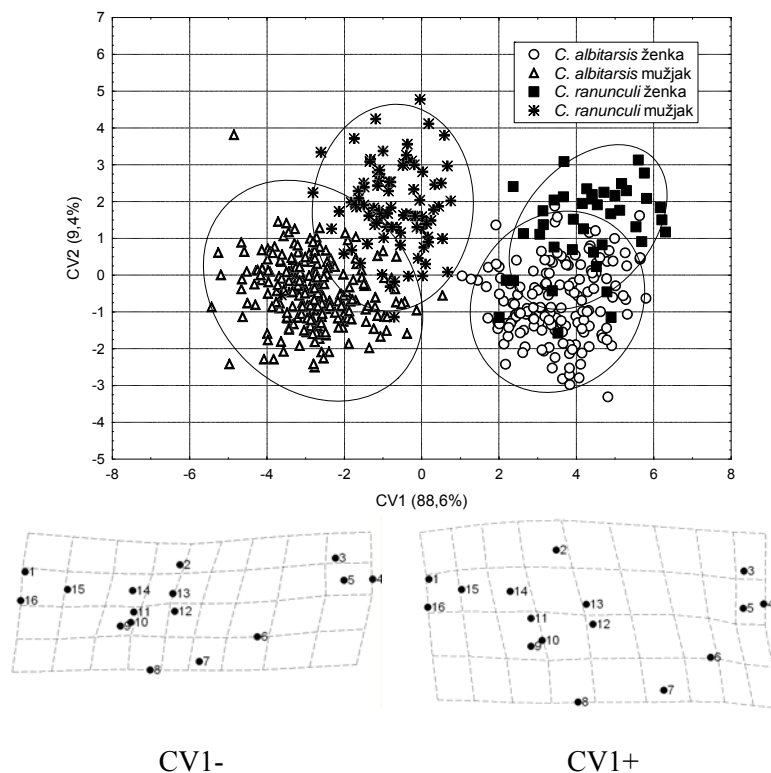 7
6
5
4
3
2
1
0
-1
-2
-3
-4
-5
CV2 (9,4%)
C. albitarsis ženka
C. albitarsis mužjak
C. ranunculi ženka
C. ranunculi mužjak
-8 -6 -4 -2 0 2 4 6 8
CV1 (88,6%)
1 2 3 4 5 6 7 8 9 10 11 12 13 14 15 16
1 2 3 4 5 6 7 8 9 10 11 12 13 14 15 16
CV1- CV1+